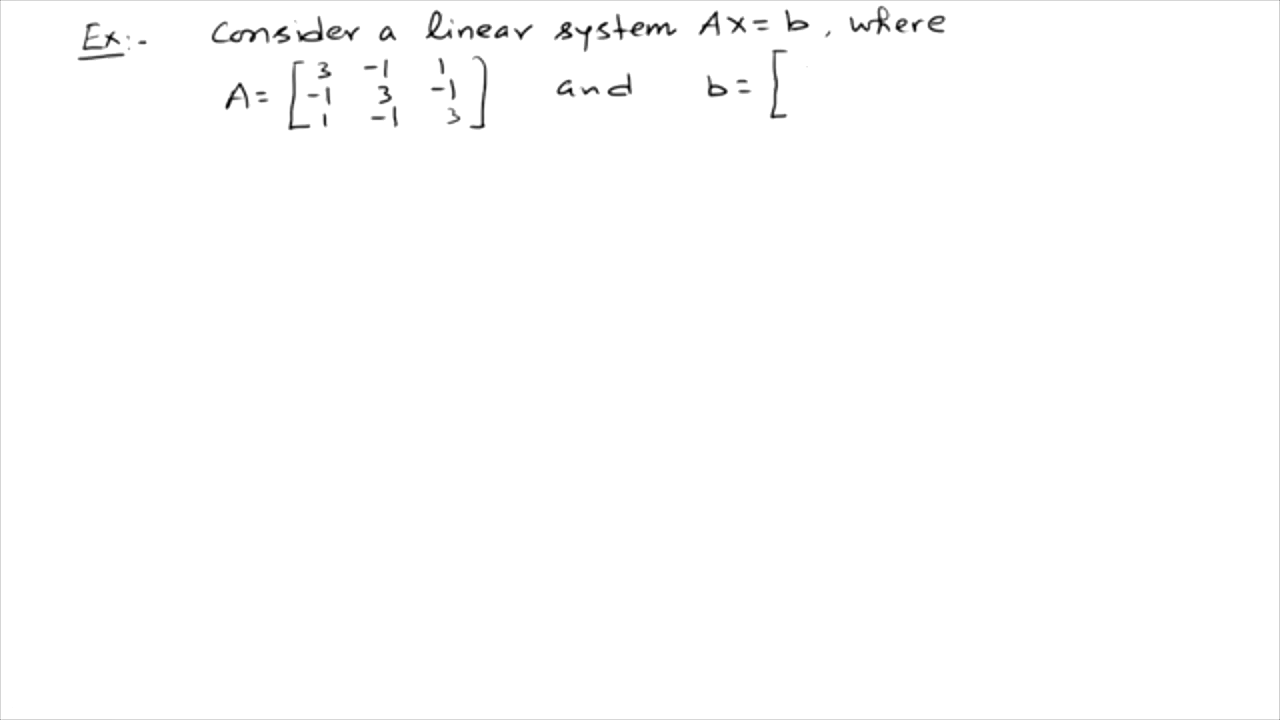 Ex:- Consider a linear system Ax = b, where
A = [ 3 -1 1
-1 3 -1
1 -1 3 ] and b = [